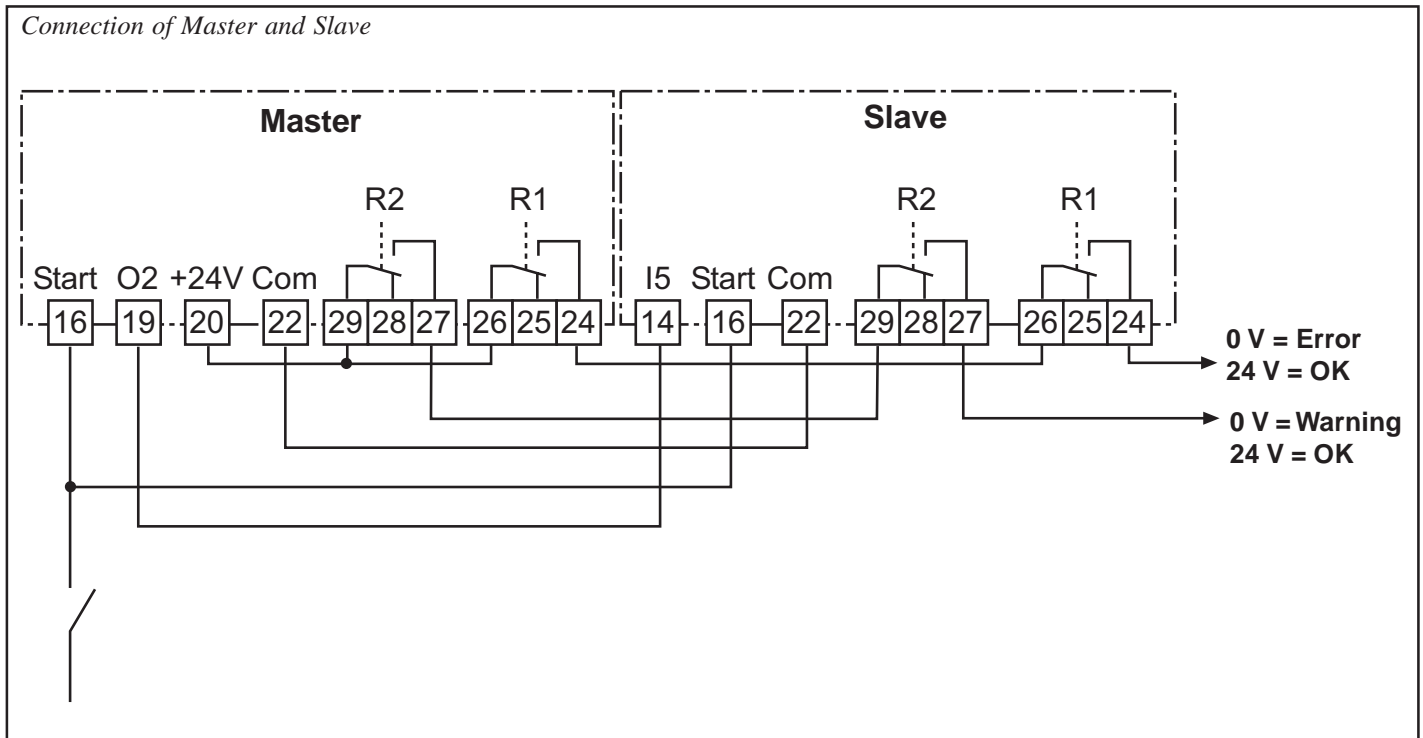 Connection of Master and Slave
Master
Slave
R2 R1 R2 R1
Start O2 +24V Com I5 Start Com
16 19 20 22 29 28 27 26 25 24 14 16 22 29 28 27 26 25 24
0 V = Error
24 V = OK
0 V = Warning
24 V = OK